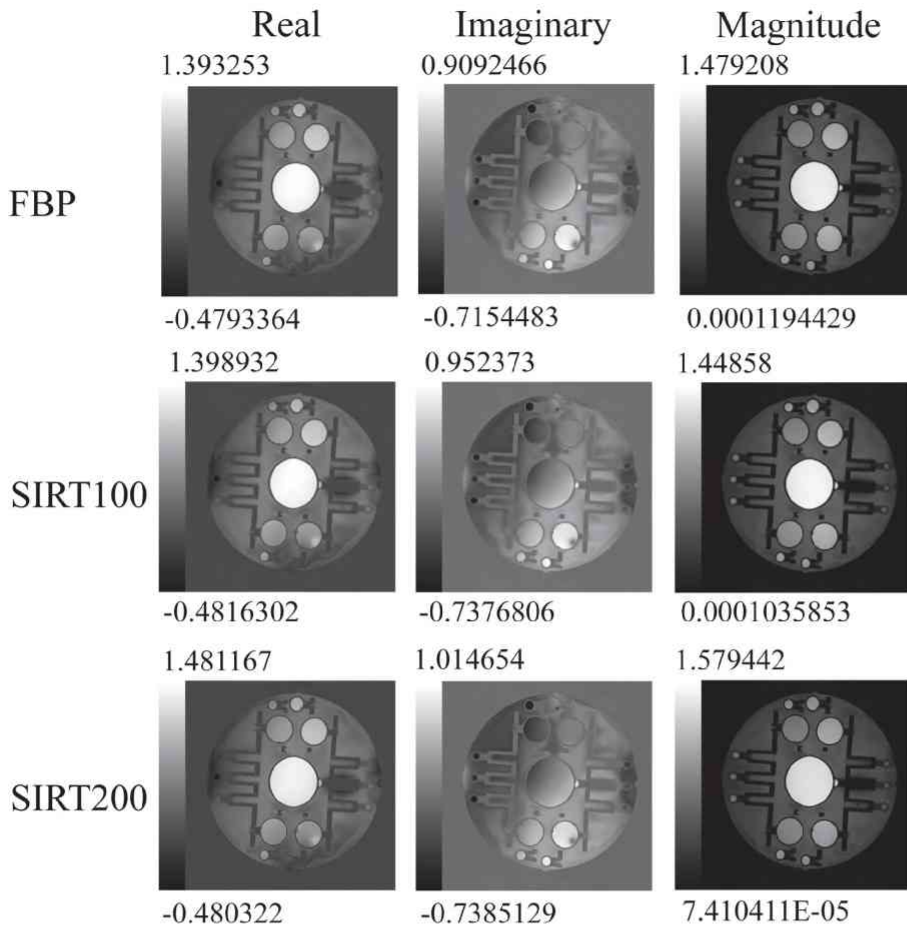 Real Imaginary Magnitude
1.393253 0.9092466 1.479208
FBP
-0.4793364 -0.7154483 0.0001194429
1.398932 0.952373 1.44858
SIRT100
-0.4816302 -0.7376806 0.0001035853
1.481167 1.014654 1.579442
SIRT200
-0.480322 -0.7385129 7.410411E-05